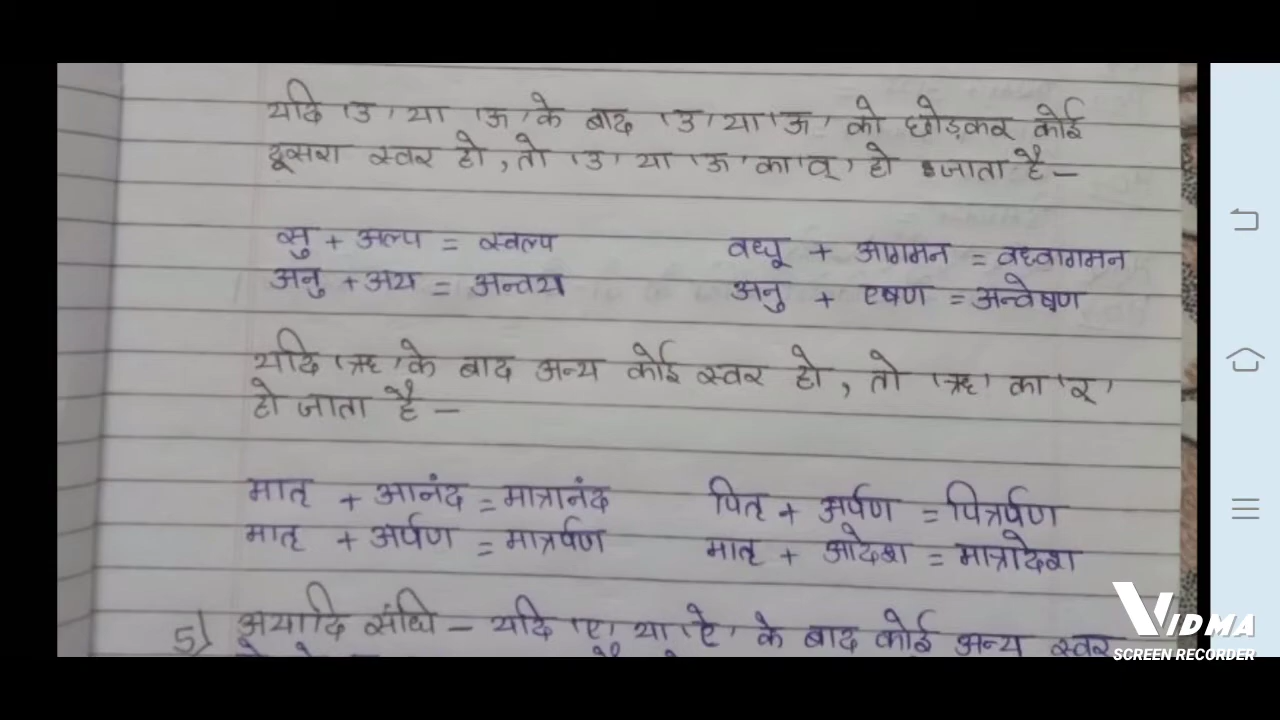 यदि 'उ' या 'ऊ' के बाद 'उ' या 'ऊ' को छोड़कर कोई
दूसरा स्वर हो, तो 'उ' या 'ऊ' का 'व्' हो जाता है –
सु + अल्प = स्वल्प वधू + आगमन = वध्वागमन
अनु + अय = अन्वय अनु + एषण = अन्वेषण
यदि 'ऋ' के बाद अन्य कोई स्वर हो, तो 'ऋ' का 'र्'
हो जाता है –
मातृ + आनंद = मात्रानंद पितृ + अर्पण = पित्रर्पण
मातृ + अर्पण = मात्रर्पण मातृ + आदेश = मात्रादेश
5) अयादि संधि – यदि 'ए' या 'ऐ' के बाद कोई अन्य स्वर
VIDMA
SCREEN RECORDER